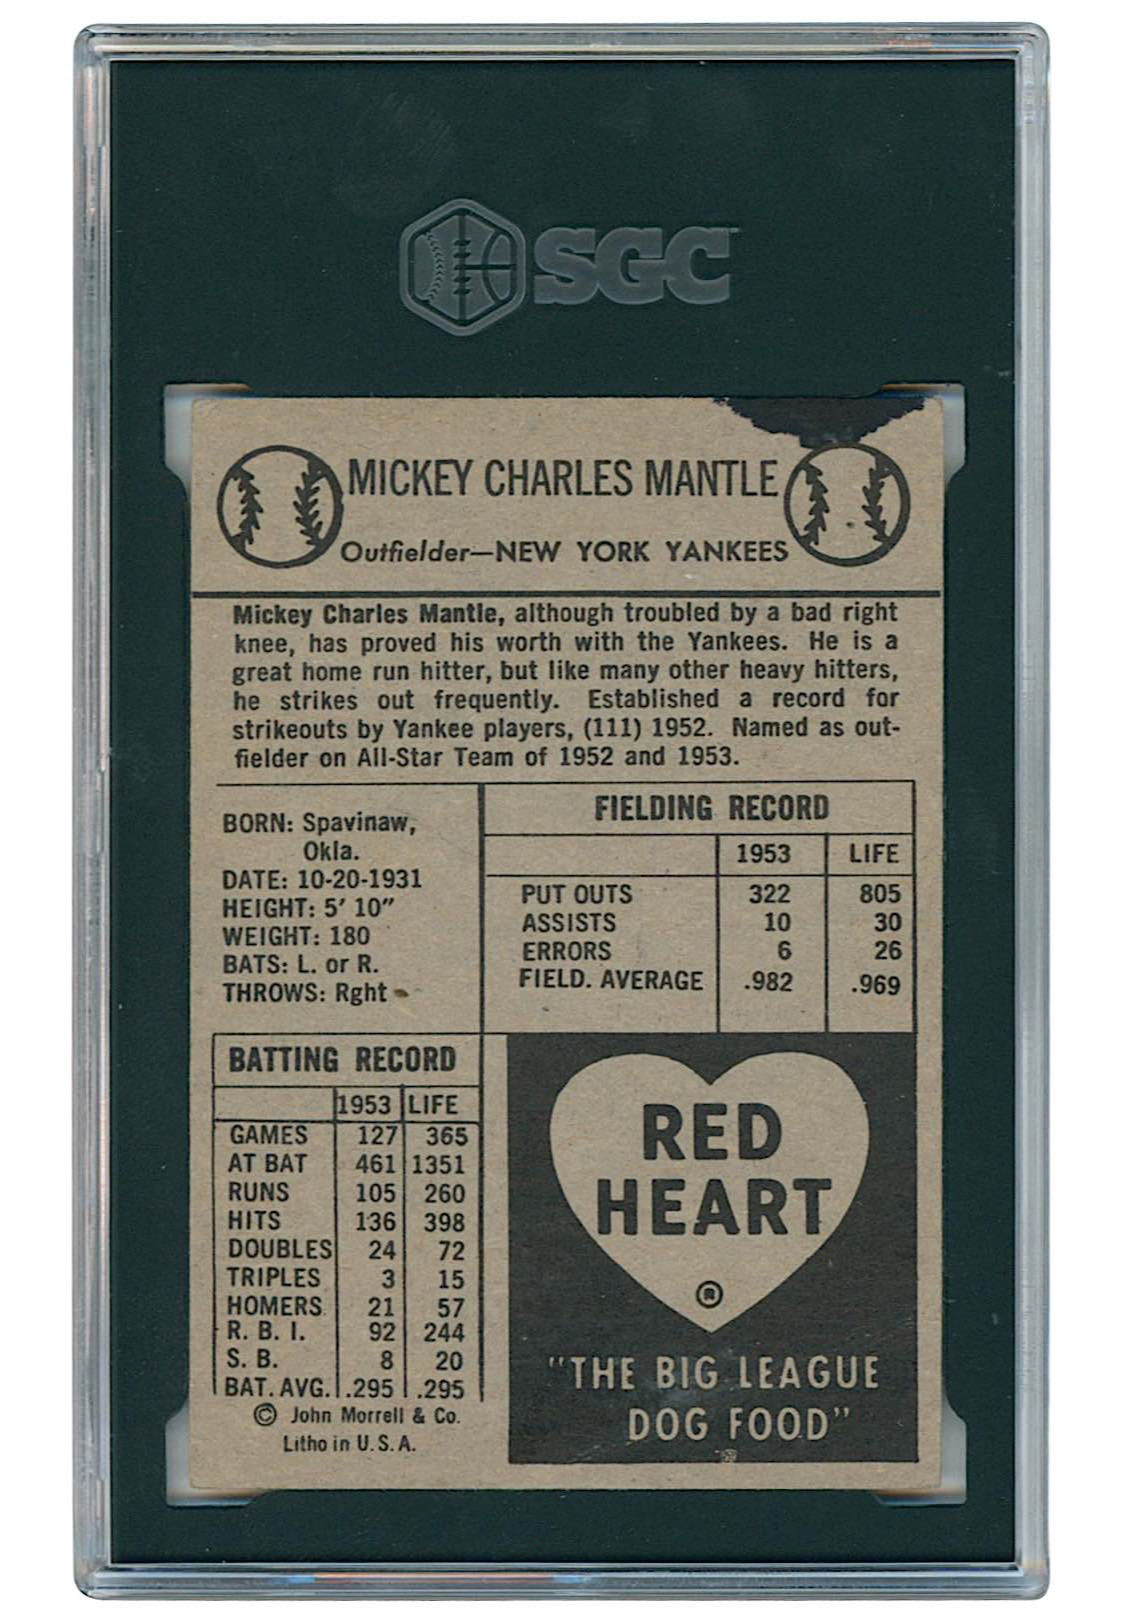 SGC
MICKEY CHARLES MANTLE
Outfielder—NEW YORK YANKEES
Mickey Charles Mantle, although troubled by a bad right
knee, has proved his worth with the Yankees. He is a
great home run hitter, but like many other heavy hitters,
he strikes out frequently. Established a record for
strikeouts by Yankee players, (111) 1952. Named as out-
fielder on All-Star Team of 1952 and 1953.
BORN: Spavinaw,
Okla.
DATE: 10-20-1931
HEIGHT: 5' 10"
WEIGHT: 180
BATS: L. or R.
THROWS: Rght
FIELDING RECORD
1953 LIFE
PUT OUTS 322 805
ASSISTS 10 30
ERRORS 6 26
FIELD. AVERAGE .982 .969
BATTING RECORD
1953 LIFE
GAMES 127 365
AT BAT 461 1351
RUNS 105 260
HITS 136 398
DOUBLES 24 72
TRIPLES 3 15
HOMERS 21 57
R. B. I. 92 244
S. B. 8 20
BAT. AVG. .295 .295
© John Morrell & Co.
Litho in U. S. A.
RED
HEART
®
"THE BIG LEAGUE
DOG FOOD"